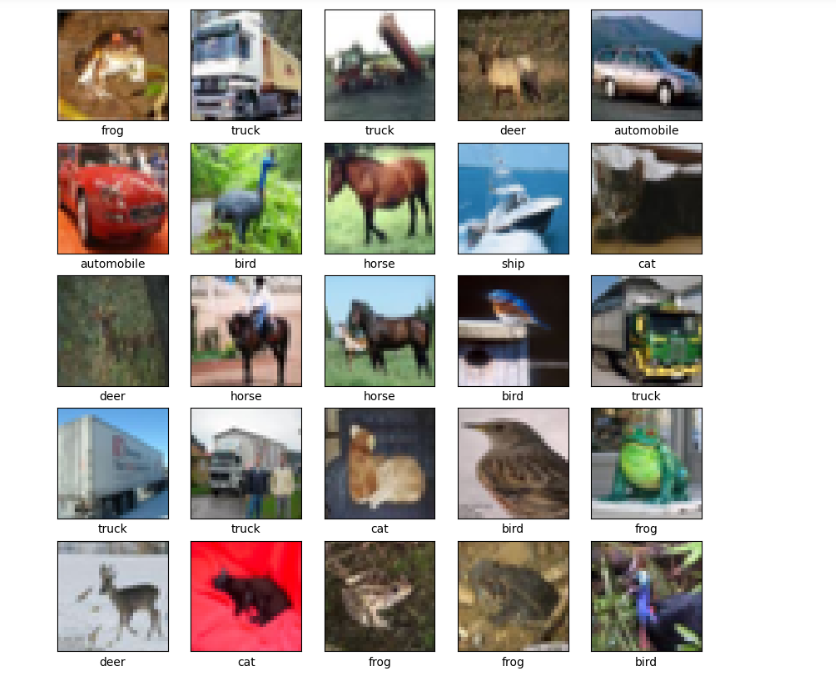 frog truck truck deer automobile
automobile bird horse ship cat
deer horse horse bird truck
truck truck cat bird frog
deer cat frog frog bird